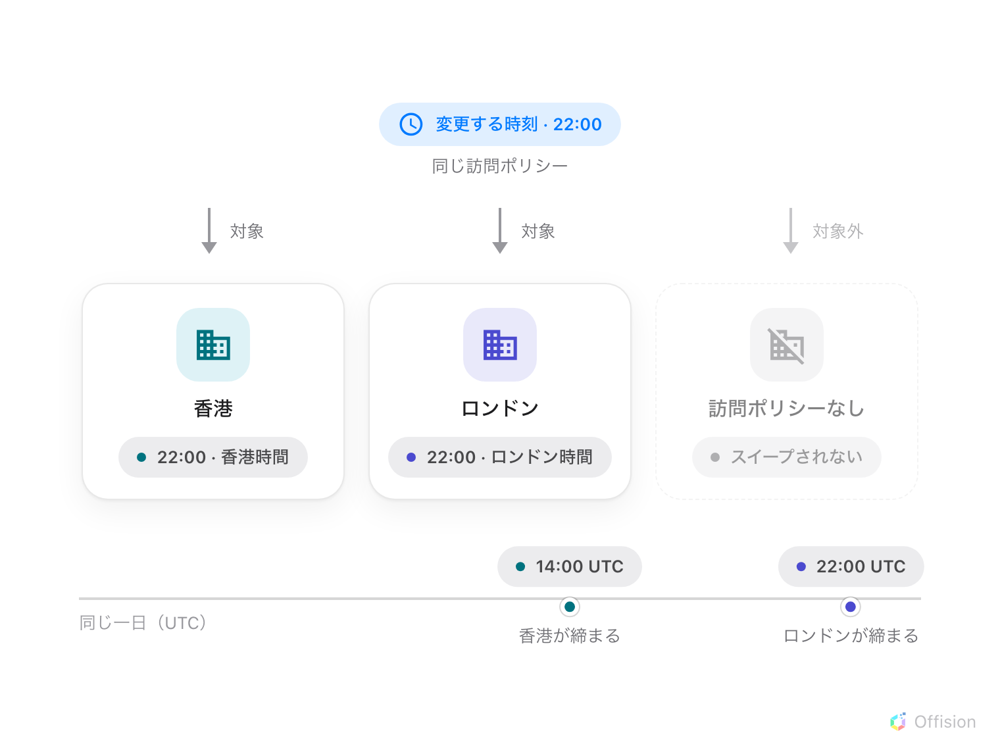 変更する時刻 · 22:00
同じ訪問ポリシー
対象
対象
対象外
香港
ロンドン
訪問ポリシーなし
22:00 · 香港時間
22:00 · ロンドン時間
スイープされない
14:00 UTC
22:00 UTC
同じ一日（UTC）
香港が締まる
ロンドンが締まる
Offision